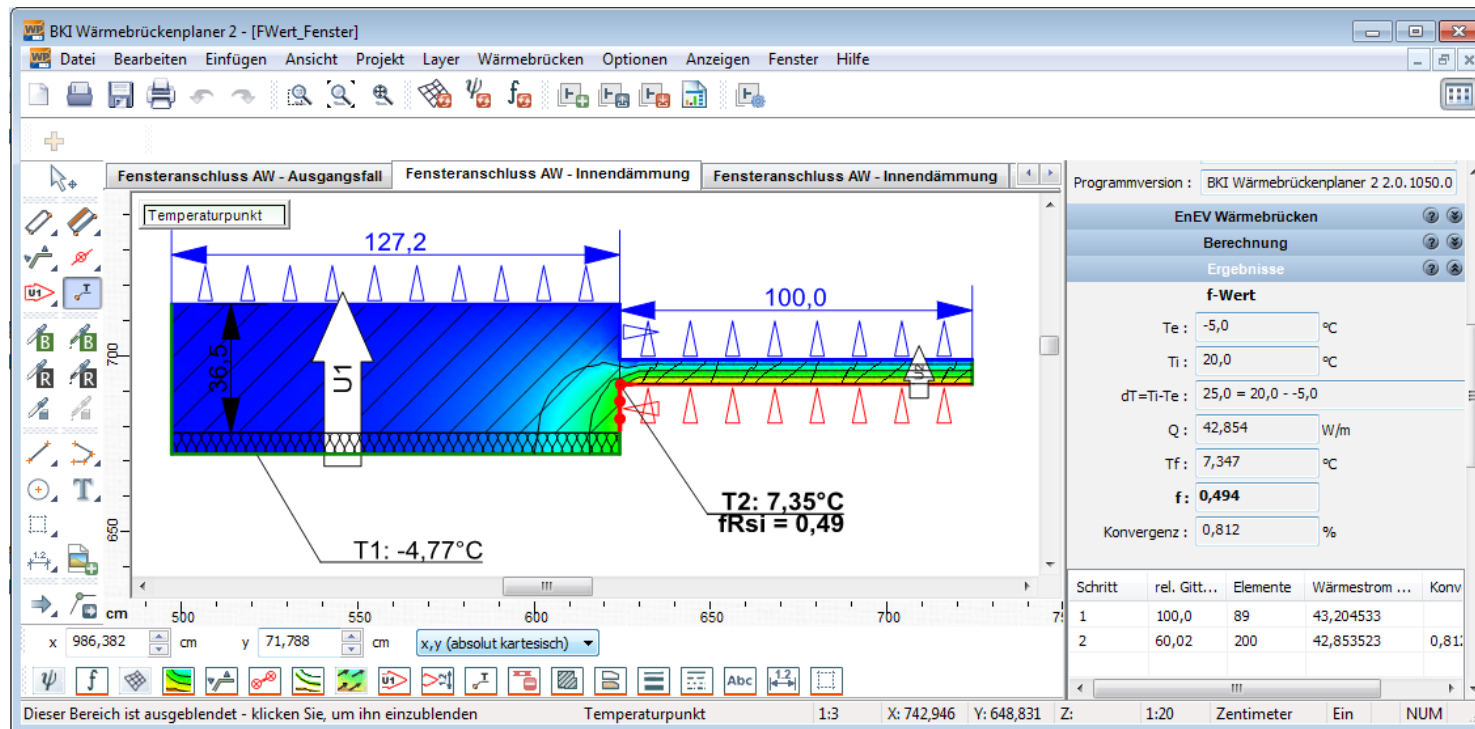 BKI Wärmebrückenplaner 2 - [FWert_Fenster]
Datei Bearbeiten Einfügen Ansicht Projekt Layer Wärmebrücken Optionen Anzeigen Fenster Hilfe
Fensteranschluss AW - Ausgangsfall Fensteranschluss AW - Innendämmung Fensteranschluss AW - Innendämmung
Temperaturpunkt
127,2
100,0
36,5
U1
U2
T1: -4,77°C
T2: 7,35°C
fRsi = 0,49
700
650
cm 500 550 600 650 700
x 986,382 cm y 71,788 cm x,y (absolut kartesisch)
Programmversion : BKI Wärmebrückenplaner 2 2.0.1050.0
EnEV Wärmebrücken
Berechnung
Ergebnisse
f-Wert
Te : -5,0 °C
Ti : 20,0 °C
dT=Ti-Te : 25,0 = 20,0 - -5,0
Q : 42,854 W/m
Tf : 7,347 °C
f : 0,494
Konvergenz : 0,812 %
Schritt rel. Gitt... Elemente Wärmestrom ... Konv
1 100,0 89 43,204533
2 60,02 200 42,853523 0,812
Dieser Bereich ist ausgeblendet - klicken Sie, um ihn einzublenden Temperaturpunkt 1:3 X: 742,946 Y: 648,831 Z: 1:20 Zentimeter Ein NUM